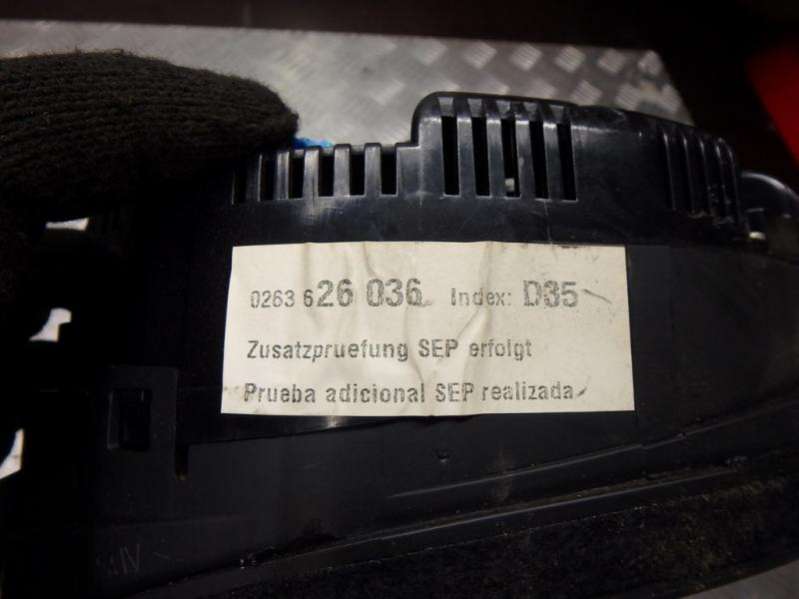 0263 626 036 Index: D35
Zusatzpruefung SEP erfolgt
Prueba adicional SEP realizada